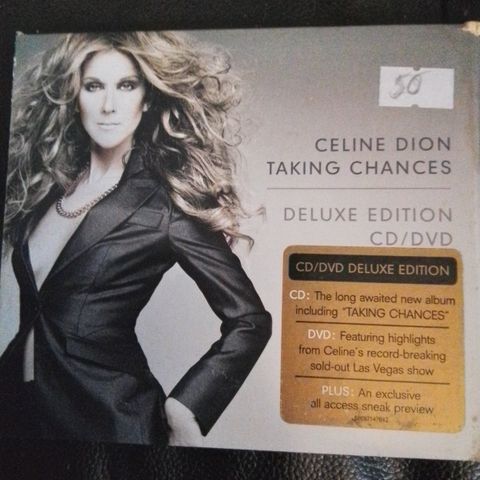 50
CELINE DION
TAKING CHANCES
DELUXE EDITION
CD/DVD
CD/DVD DELUXE EDITION
CD: The long awaited new album
including "TAKING CHANCES"
DVD: Featuring highlights
from Celine's record-breaking
sold-out Las Vegas show
PLUS: An exclusive
all access sneak preview